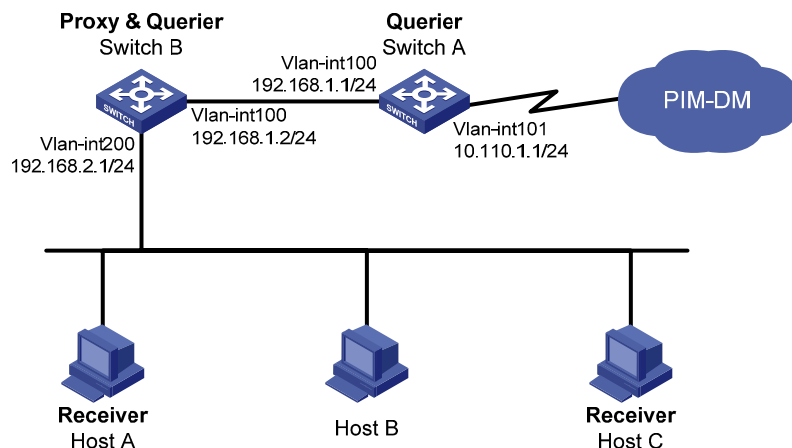 Proxy & Querier
Switch B
Querier
Switch A
Vlan-int100
192.168.1.1/24
SWITCH
SWITCH
PIM-DM
Vlan-int100
192.168.1.2/24
Vlan-int101
10.110.1.1/24
Vlan-int200
192.168.2.1/24
Receiver
Host A
Host B
Receiver
Host C